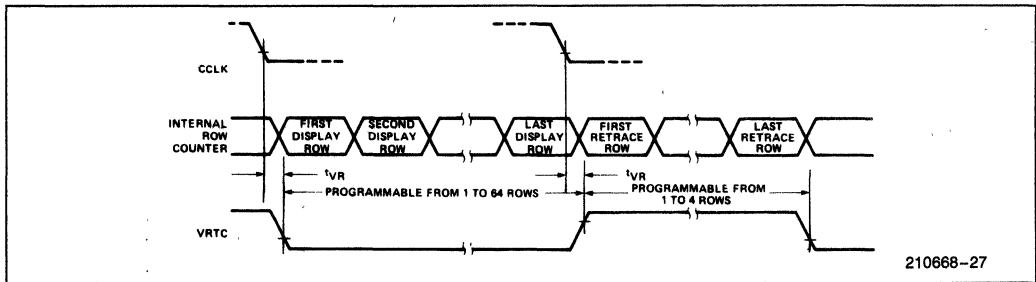 CCLK
INTERNAL
ROW
COUNTER
FIRST
DISPLAY
ROW
SECOND
DISPLAY
ROW
LAST
DISPLAY
ROW
FIRST
RETRACE
ROW
LAST
RETRACE
ROW
tVR
PROGRAMMABLE FROM 1 TO 64 ROWS
tVR
PROGRAMMABLE FROM
1 TO 4 ROWS
VRTC
210668-27